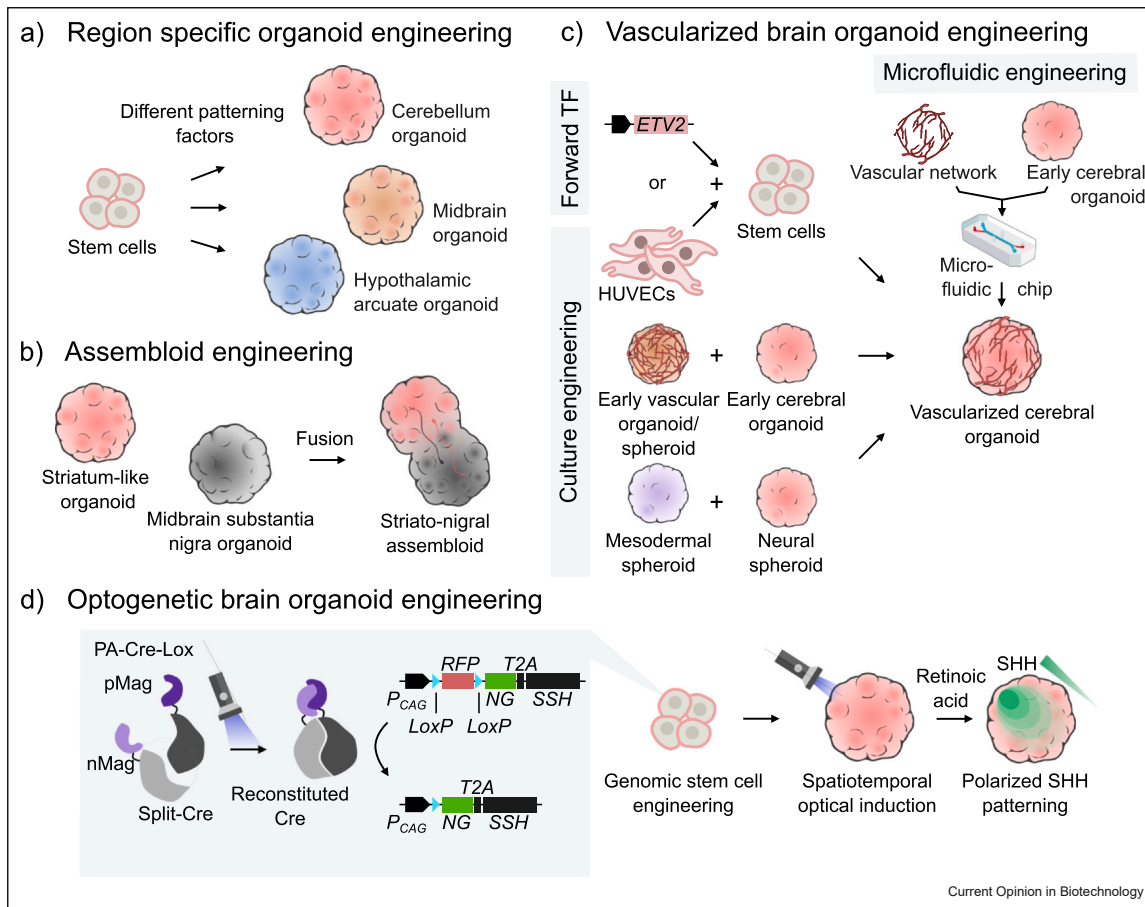 a) Region specific organoid engineering
Different patterning
factors
Stem cells
Cerebellum
organoid
Midbrain
organoid
Hypothalamic
arcuate organoid
b) Assembloid engineering
Striatum-like
organoid
Midbrain substantia
nigra organoid
Fusion
Striato-nigral
assembloid
c) Vascularized brain organoid engineering
Forward TF
Culture engineering
Microfluidic engineering
ETV2
or
+
HUVECs
Stem cells
Vascular network
Early cerebral
organoid
Micro-
fluidic chip
+
Early vascular
organoid/
spheroid
Early cerebral
organoid
Vascularized cerebral
organoid
+
Mesodermal
spheroid
Neural
spheroid
d) Optogenetic brain organoid engineering
PA-Cre-Lox
pMag
nMag
Split-Cre
Reconstituted
Cre
RFP T2A
PCAG NG SSH
LoxP LoxP
T2A
PCAG NG SSH
Genomic stem cell
engineering
Spatiotemporal
optical induction
Retinoic
acid
SHH
Polarized SHH
patterning
Current Opinion in Biotechnology